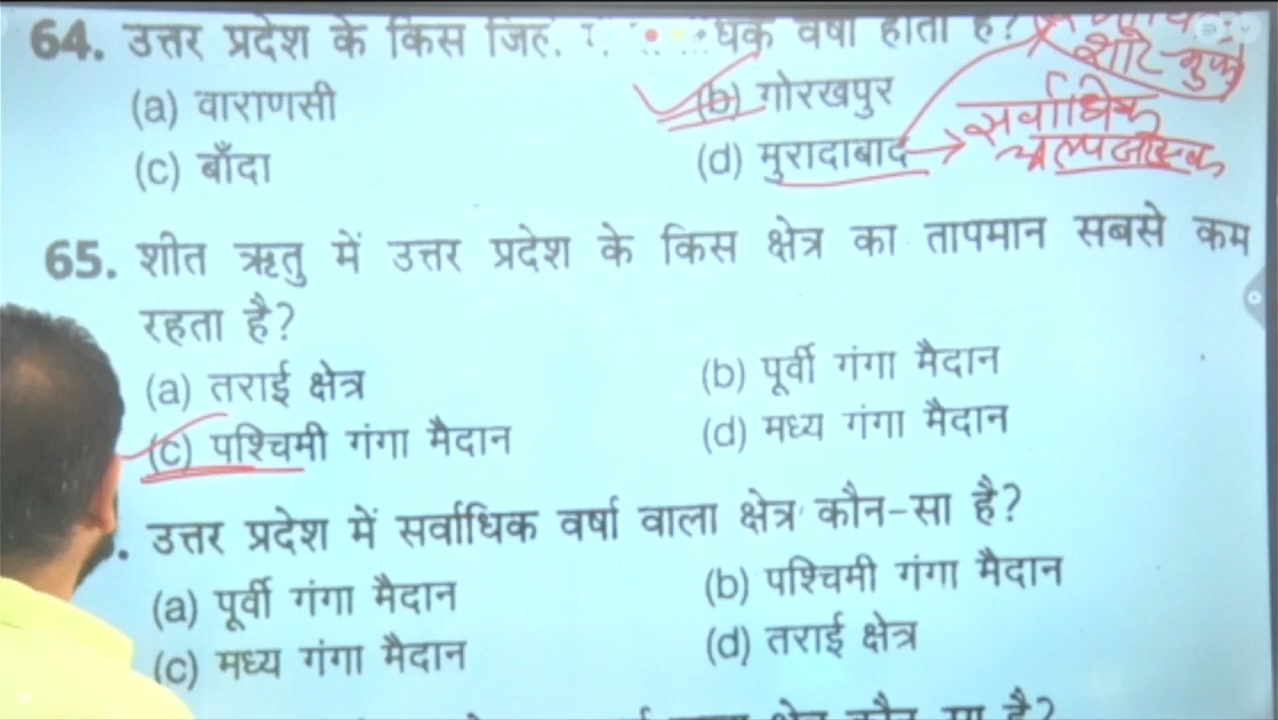 64. उत्तर प्रदेश के किस वर्षा होती है?
(a) वाराणसी
(b) गोरखपुर
(c) बाँदा
(d) मुरादाबाद
सर्वाधिक
65. शीत ऋतु में उत्तर प्रदेश के किस क्षेत्र का तापमान सबसे कम
रहता है?
(a) तराई क्षेत्र
(b) पूर्वी गंगा मैदान
(c) पश्चिमी गंगा मैदान
(d) मध्य गंगा मैदान
. उत्तर प्रदेश में सर्वाधिक वर्षा वाला क्षेत्र कौन-सा है?
(a) पूर्वी गंगा मैदान
(b) पश्चिमी गंगा मैदान
(c) मध्य गंगा मैदान
(d) तराई क्षेत्र